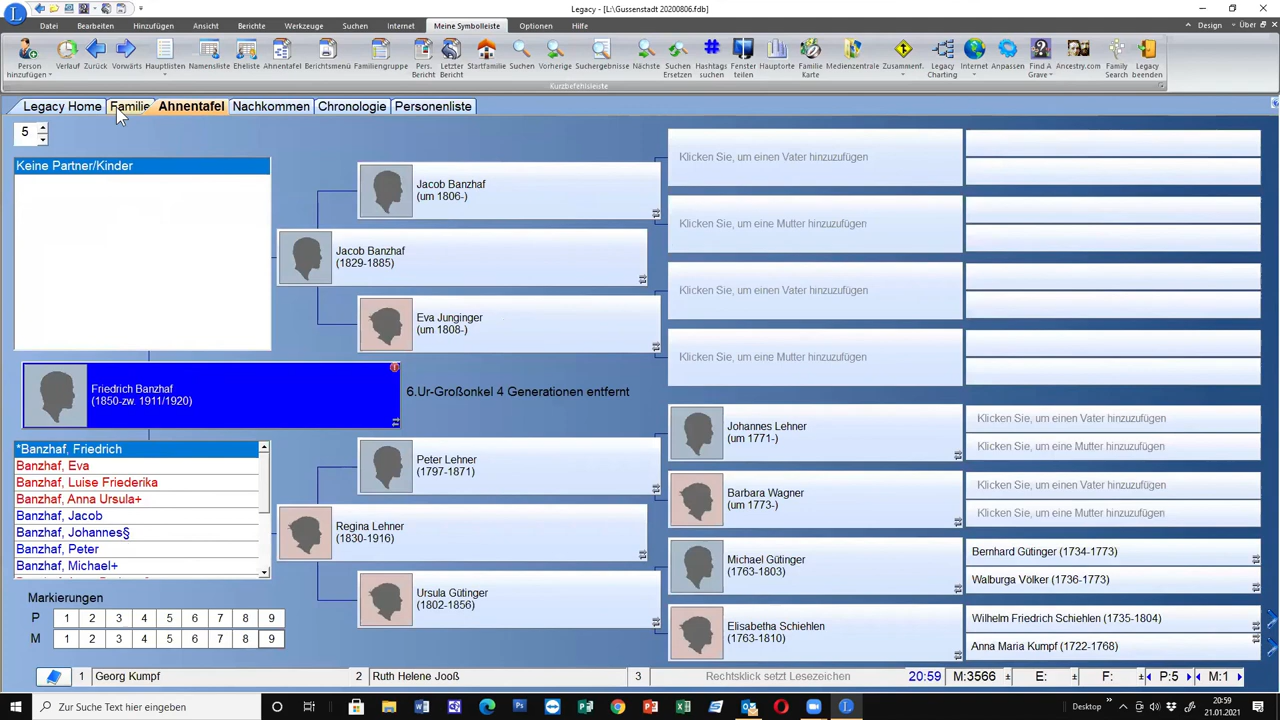 Legacy - [L:\Gussenstadt 20200806.fdb]
Datei Bearbeiten Hinzufügen Ansicht Berichte Werkzeuge Suchen Internet Meine Symbolleiste Optionen Hilfe Design Über
Person hinzufügen
Verlauf
Zurück
Vorwärts
Hauptlisten
Namensliste
Eheliste
Ahnentafel
Berichtsmenü
Familiengruppe
Pers. Bericht
Letzter Bericht
Startfamilie
Suchen
Vorherige
Suchergebnisse
Nächste
Suchen Ersetzen
Hashtags suchen
Fenster teilen
Hauptorte
Familie Karte
Medienzentrale
Zusammenf.
Legacy Charting
Internet
Anpassen
Find A Grave
Ancestry.com
Family Search
Legacy beenden
Kurzbefehlsleiste
Legacy Home Familie Ahnentafel Nachkommen Chronologie Personenliste
5
Keine Partner/Kinder
Jacob Banzhaf
(um 1806-)
Jacob Banzhaf
(1829-1885)
Eva Junginger
(um 1808-)
Klicken Sie, um einen Vater hinzuzufügen
Klicken Sie, um eine Mutter hinzuzufügen
Klicken Sie, um einen Vater hinzuzufügen
Klicken Sie, um eine Mutter hinzuzufügen
Friedrich Banzhaf
(1850-zw. 1911/1920)
6.Ur-Großonkel 4 Generationen entfernt
*Banzhaf, Friedrich
Banzhaf, Eva
Banzhaf, Luise Friederika
Banzhaf, Anna Ursula+
Banzhaf, Jacob
Banzhaf, Johannes§
Banzhaf, Peter
Banzhaf, Michael+
Peter Lehner
(1797-1871)
Regina Lehner
(1830-1916)
Ursula Gütinger
(1802-1856)
Johannes Lehner
(um 1771-)
Barbara Wagner
(um 1773-)
Michael Gütinger
(1763-1803)
Elisabetha Schiehlen
(1763-1810)
Klicken Sie, um einen Vater hinzuzufügen
Klicken Sie, um eine Mutter hinzuzufügen
Klicken Sie, um einen Vater hinzuzufügen
Klicken Sie, um eine Mutter hinzuzufügen
Bernhard Gütinger (1734-1773)
Walburga Völker (1736-1773)
Wilhelm Friedrich Schiehlen (1735-1804)
Anna Maria Kumpf (1722-1768)
Markierungen
P 1 2 3 4 5 6 7 8 9
M 1 2 3 4 5 6 7 8 9
1 Georg Kumpf 2 Ruth Helene Jooß 3 Rechtsklick setzt Lesezeichen 20:59 M:3566 E: F: P:5 M:1
Zur Suche Text hier eingeben
Desktop
20:59
21.01.2021